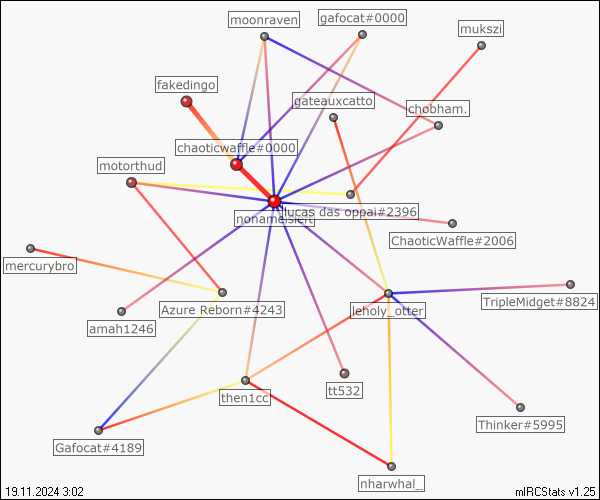 moonraven
gafocat#0000
mukszi
fakedingo
gateauxcatto
chobham.
chaoticwaffle#0000
motorthud
lucas das oppai#2396
ChaoticWaffle#2006
mercurybro
Azure Reborn#4243
leholy_otter
TripleMidget#8824
amah1246
then1cc
tt532
Thinker#5995
Gafocat#4189
nharwhal_
19.11.2024 3:02
mIRCStats v1.25